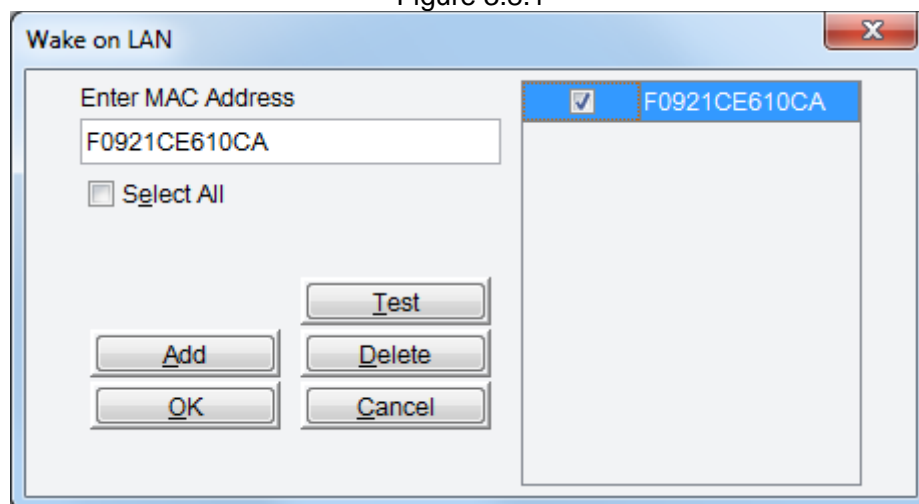 Wake on LAN
Enter MAC Address
F0921CE610CA
Select All
Test
Add
Delete
OK
Cancel
F0921CE610CA